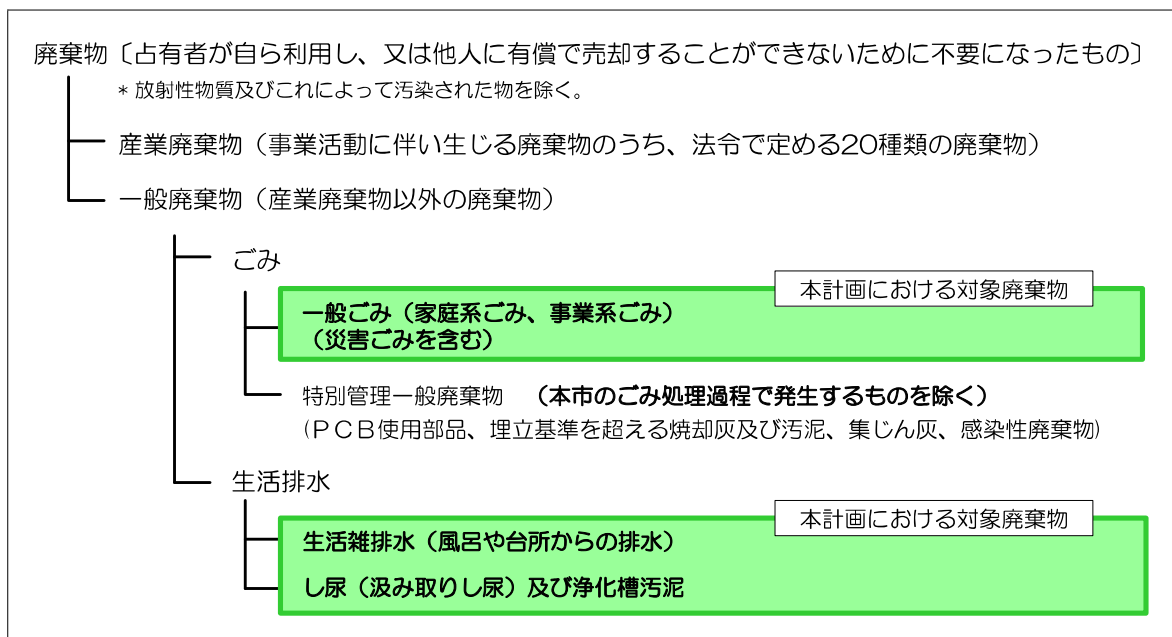 廃棄物〔占有者が自ら利用し、又は他人に有償で売却することができないために不要になったもの〕
* 放射性物質及びこれによって汚染された物を除く。
産業廃棄物（事業活動に伴い生じる廃棄物のうち、法令で定める20種類の廃棄物）
一般廃棄物（産業廃棄物以外の廃棄物）
ごみ
本計画における対象廃棄物
一般ごみ（家庭系ごみ、事業系ごみ）
（災害ごみを含む）
特別管理一般廃棄物　（本市のごみ処理過程で発生するものを除く）
(ＰＣＢ使用部品、埋立基準を超える焼却灰及び汚泥、集じん灰、感染性廃棄物)
生活排水
本計画における対象廃棄物
生活雑排水（風呂や台所からの排水）
し尿（汲み取りし尿）及び浄化槽汚泥